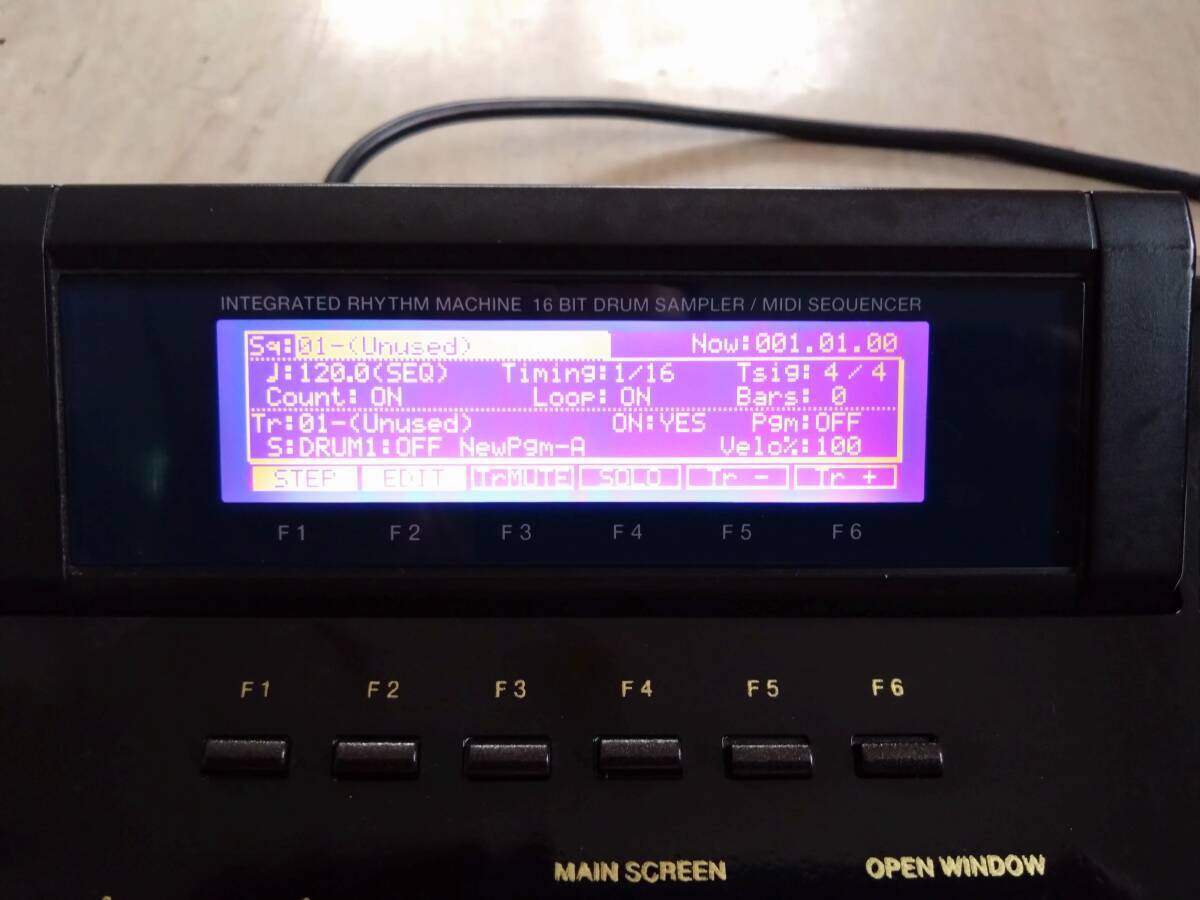 INTEGRATED RHYTHM MACHINE 16 BIT DRUM SAMPLER / MIDI SEQUENCER
Sq:01-(Unused) Now:001.01.00
♩:120.0(SEQ) Timing:1/16 Tsig: 4 / 4
Count: ON Loop: ON Bars: 0
Tr:01-(Unused) ON:YES Pgm:OFF
S:DRUM1:OFF NewPgm-A Velo%:100
STEP EDIT TrMUTE SOLO Tr - Tr +
F1 F2 F3 F4 F5 F6
F1 F2 F3 F4 F5 F6
MAIN SCREEN OPEN WINDOW